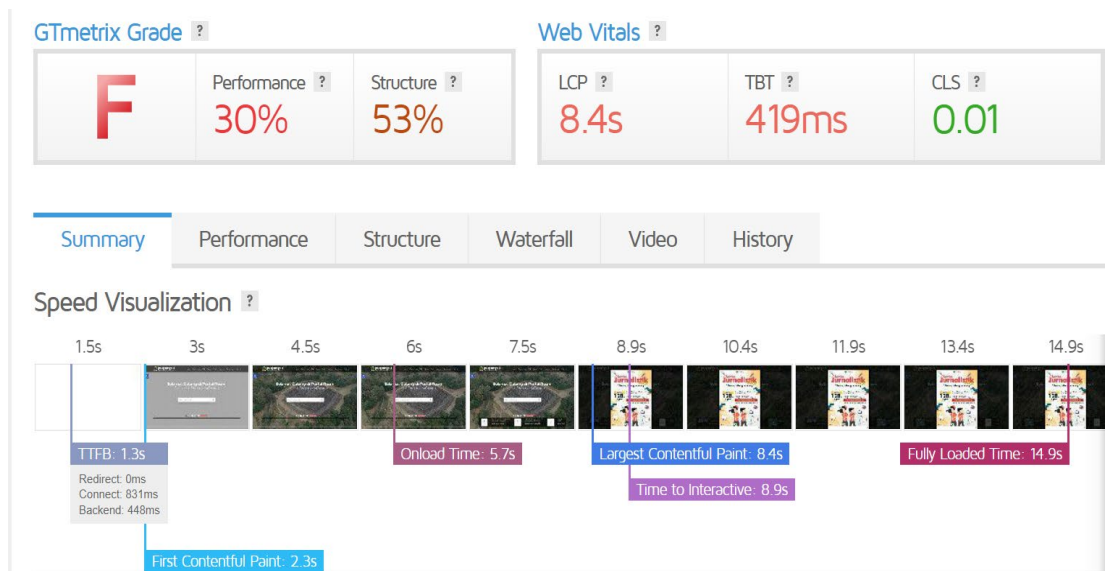 GTmetrix Grade ?
Web Vitals ?
F
Performance ?
30%
Structure ?
53%
LCP ?
8.4s
TBT ?
419ms
CLS ?
0.01
Summary
Performance
Structure
Waterfall
Video
History
Speed Visualization ?
1.5s 3s 4.5s 6s 7.5s 8.9s 10.4s 11.9s 13.4s 14.9s
TTFB: 1.3s
Redirect: 0ms
Connect: 831ms
Backend: 448ms
First Contentful Paint: 2.3s
Onload Time: 5.7s
Largest Contentful Paint: 8.4s
Time to Interactive: 8.9s
Fully Loaded Time: 14.9s